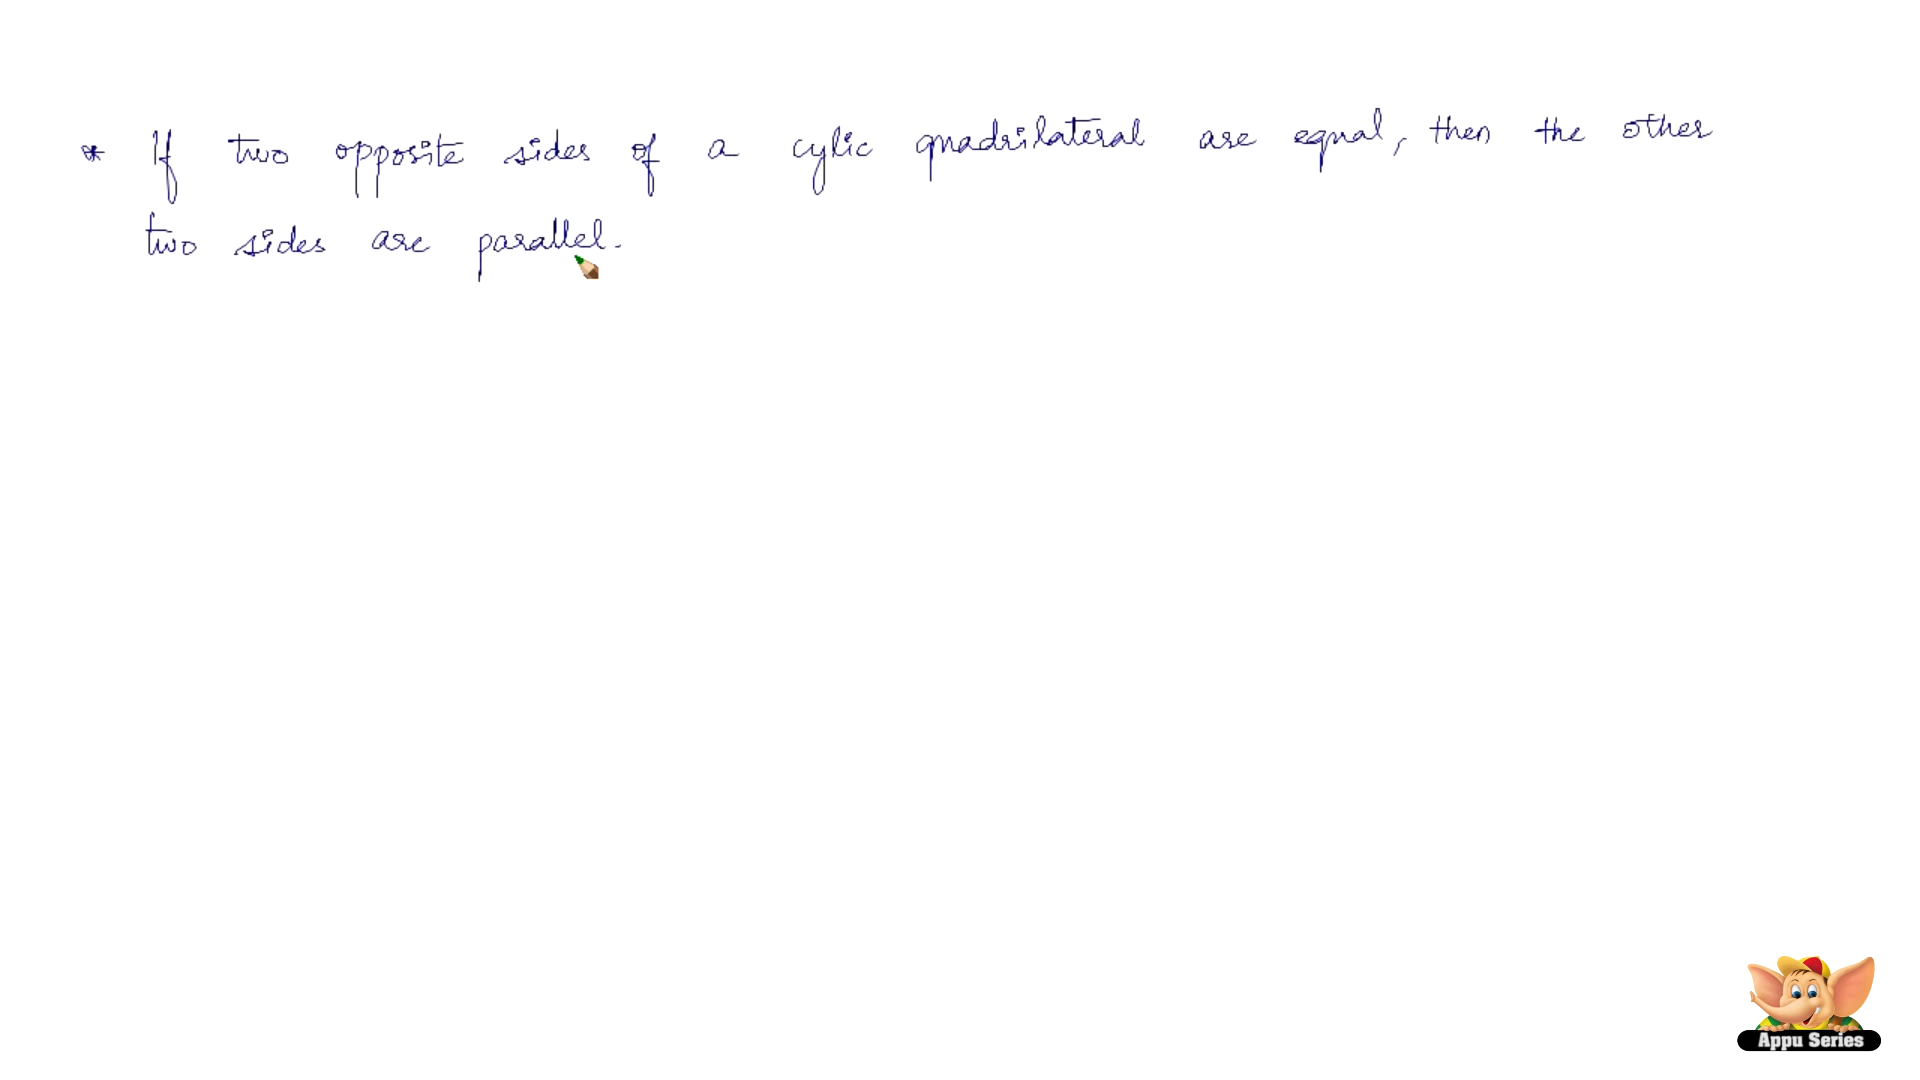 * If two opposite sides of a cylic quadrilateral are equal, then the other
two sides are parallel.
Appu Series